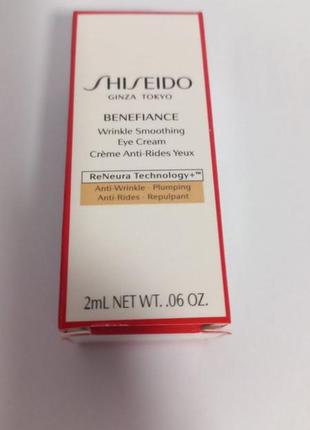 SHISEIDO
GINZA TOKYO
BENEFIANCE
Wrinkle Smoothing
Eye Cream
Crème Anti-Rides Yeux
ReNeura Technology+™
Anti-Wrinkle · Plumping
Anti-Rides · Repulpant
2mL NET WT. .06 OZ.